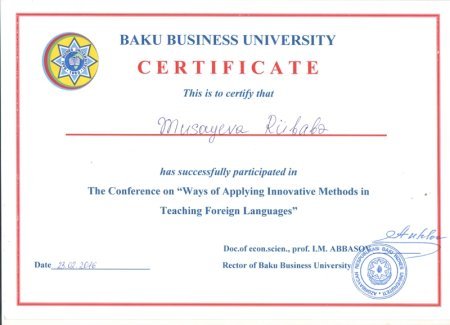 BAKU BUSINESS UNIVERSITY
CERTIFICATE
This is to certify that
Musayeva Rübabə
has successfully participated in
The Conference on “Ways of Applying Innovative Methods in
Teaching Foreign Languages”
Doc.of econ.scien., prof. I.M. ABBASOV
Date 23.02.2016
Rector of Baku Business University